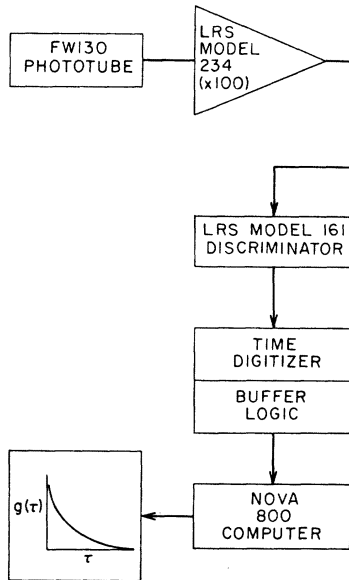 FW130
PHOTOTUBE
LRS
MODEL
234
(x100)
LRS MODEL 161
DISCRIMINATOR
TIME
DIGITIZER
BUFFER
LOGIC
NOVA
800
COMPUTER
g(τ)
τ